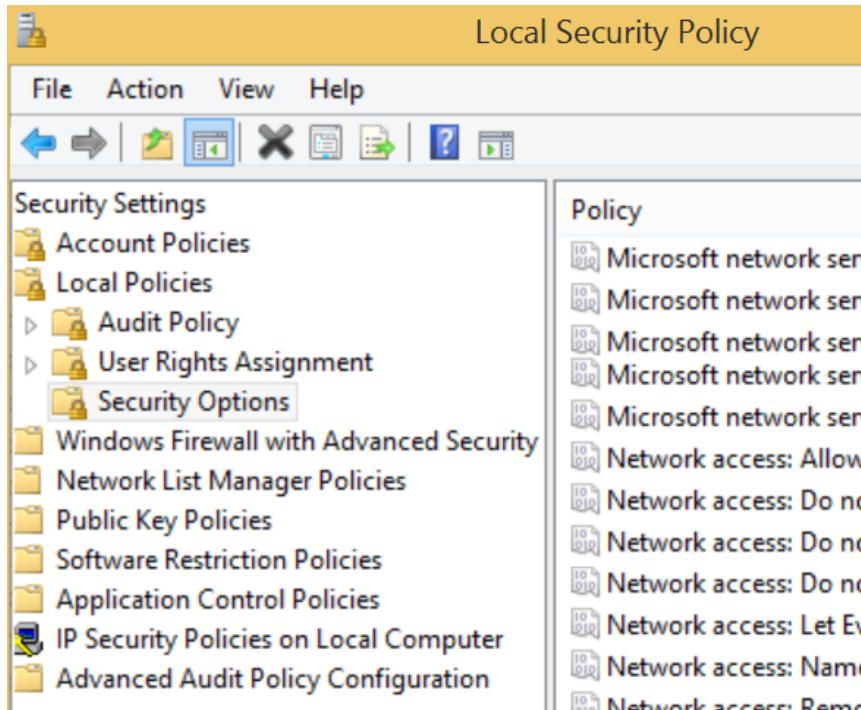 Local Security Policy
File Action View Help
Security Settings
Account Policies
Local Policies
Audit Policy
User Rights Assignment
Security Options
Windows Firewall with Advanced Security
Network List Manager Policies
Public Key Policies
Software Restriction Policies
Application Control Policies
IP Security Policies on Local Computer
Advanced Audit Policy Configuration
Policy
Microsoft network ser
Microsoft network ser
Microsoft network ser
Microsoft network ser
Microsoft network ser
Network access: Allow
Network access: Do no
Network access: Do no
Network access: Do no
Network access: Let Ev
Network access: Name
Network access: Remo